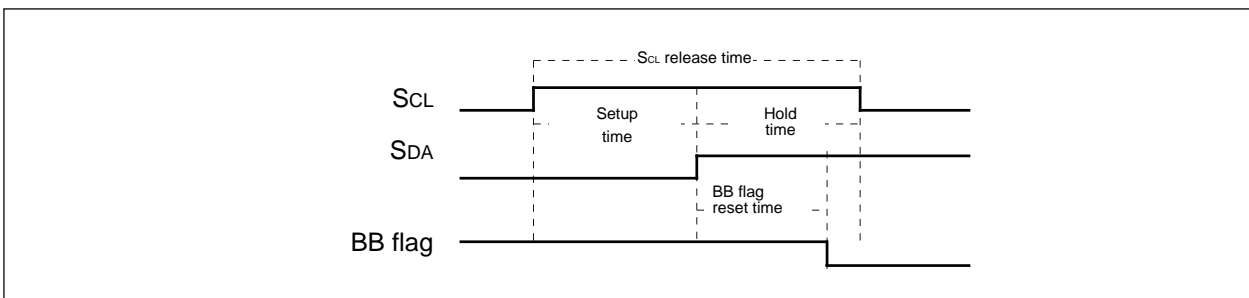 SCL release time
SCL
Setup
time
Hold
time
SDA
BB flag
reset time
BB flag